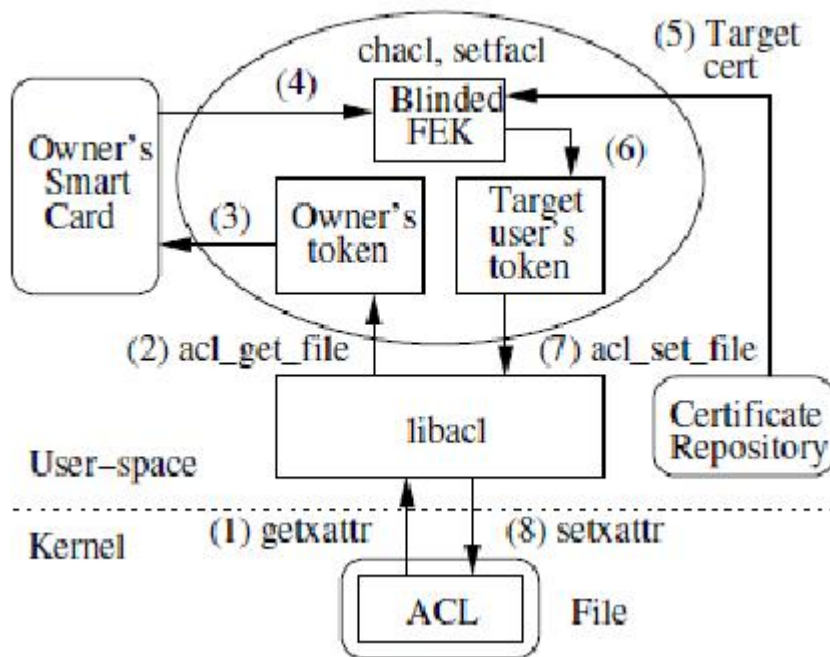 chacl, setfacl
(5) Target
cert
(4)
Blinded
FEK
Owner's
Smart
Card
(6)
(3)
Owner's
token
Target
user's
token
(2) acl_get_file
(7) acl_set_file
libacl
Certificate
Repository
User-space
Kernel
(1) getxattr
(8) setxattr
ACL
File